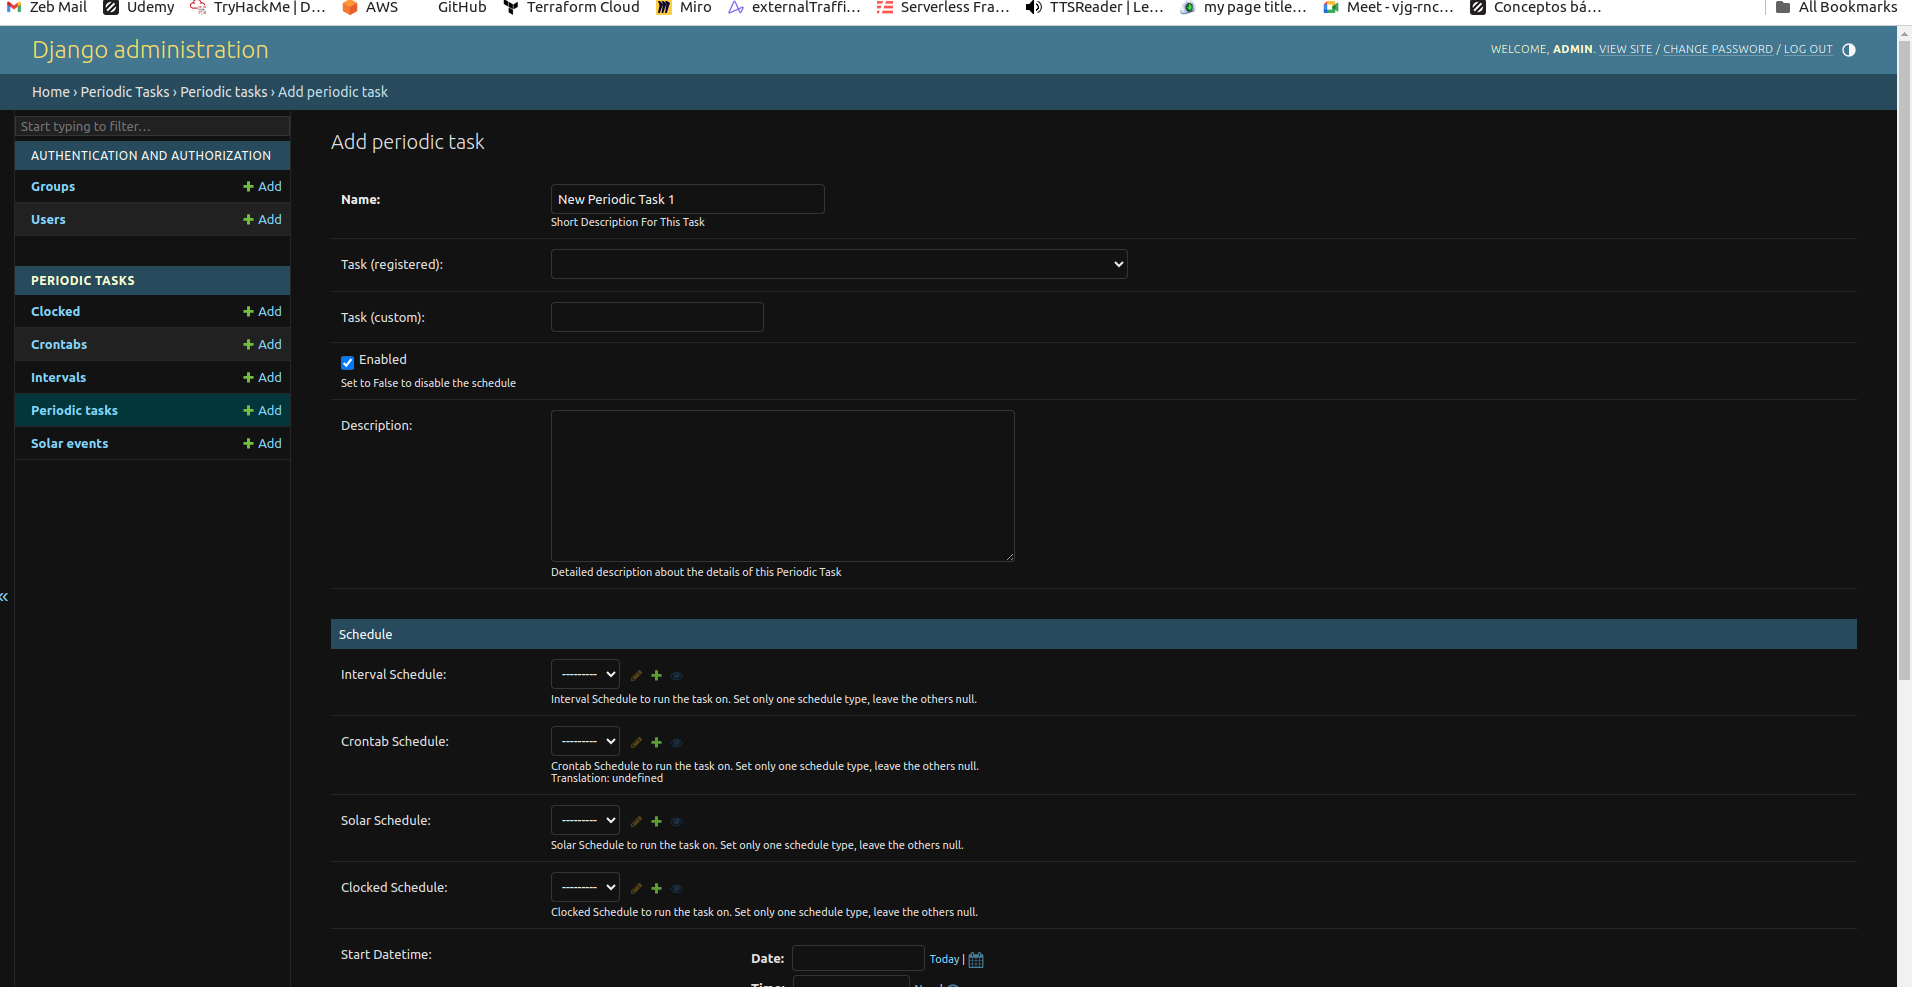 Zeb Mail Udemy TryHackMe | D... AWS GitHub Terraform Cloud Miro externalTraffi... Serverless Fra... TTSReader | Le... my page title... Meet - vjg-rnc... Conceptos bá... All Bookmarks
Django administration
WELCOME, ADMIN. VIEW SITE / CHANGE PASSWORD / LOG OUT
Home › Periodic Tasks › Periodic tasks › Add periodic task
Start typing to filter...
AUTHENTICATION AND AUTHORIZATION
Groups Add
Users Add
PERIODIC TASKS
Clocked Add
Crontabs Add
Intervals Add
Periodic tasks Add
Solar events Add
«
Add periodic task
Name: New Periodic Task 1
Short Description For This Task
Task (registered):
Task (custom):
Enabled
Set to False to disable the schedule
Description:
Detailed description about the details of this Periodic Task
Schedule
Interval Schedule: ---------
Interval Schedule to run the task on. Set only one schedule type, leave the others null.
Crontab Schedule: ---------
Crontab Schedule to run the task on. Set only one schedule type, leave the others null.
Translation: undefined
Solar Schedule: ---------
Solar Schedule to run the task on. Set only one schedule type, leave the others null.
Clocked Schedule: ---------
Clocked Schedule to run the task on. Set only one schedule type, leave the others null.
Start Datetime:
Date: Today |